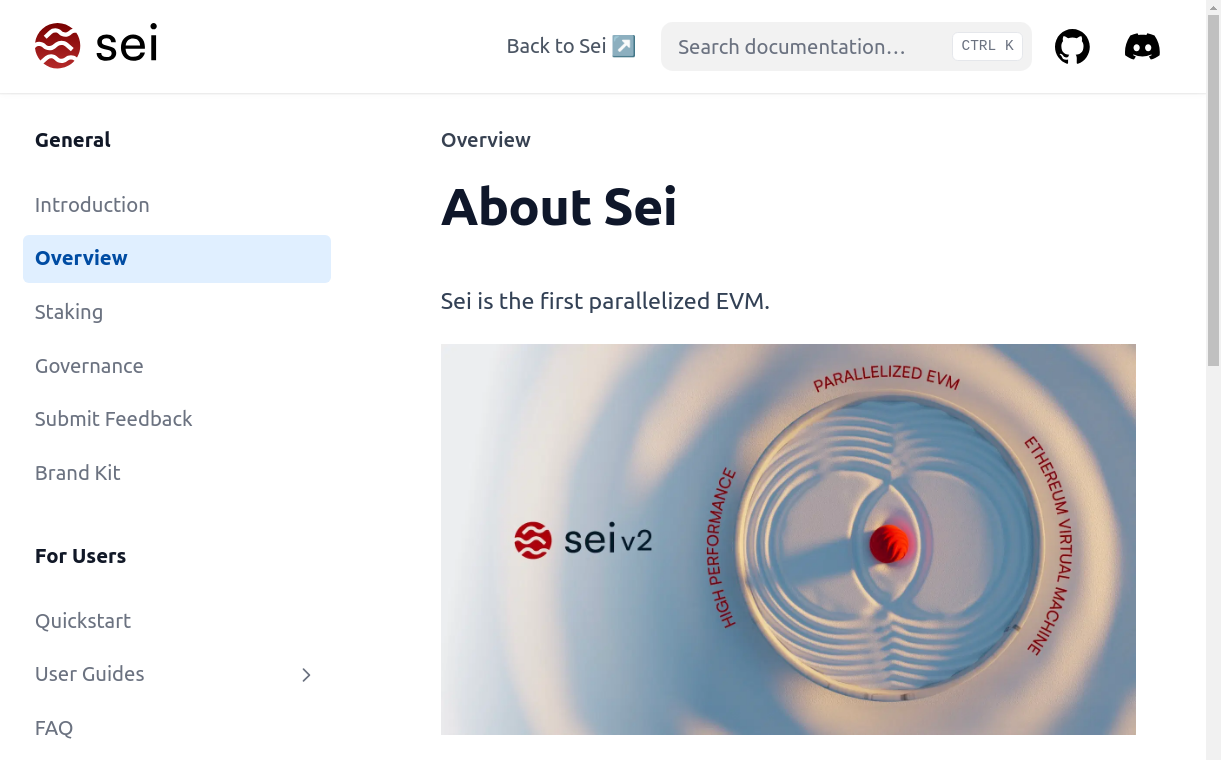 sei
Back to Sei ↗️
Search documentation…
CTRL K
General
Introduction
Overview
Staking
Governance
Submit Feedback
Brand Kit
For Users
Quickstart
User Guides
FAQ
Overview
About Sei
Sei is the first parallelized EVM.
sei v2
HIGH PERFORMANCE
PARALLELIZED EVM
ETHEREUM VIRTUAL MACHINE